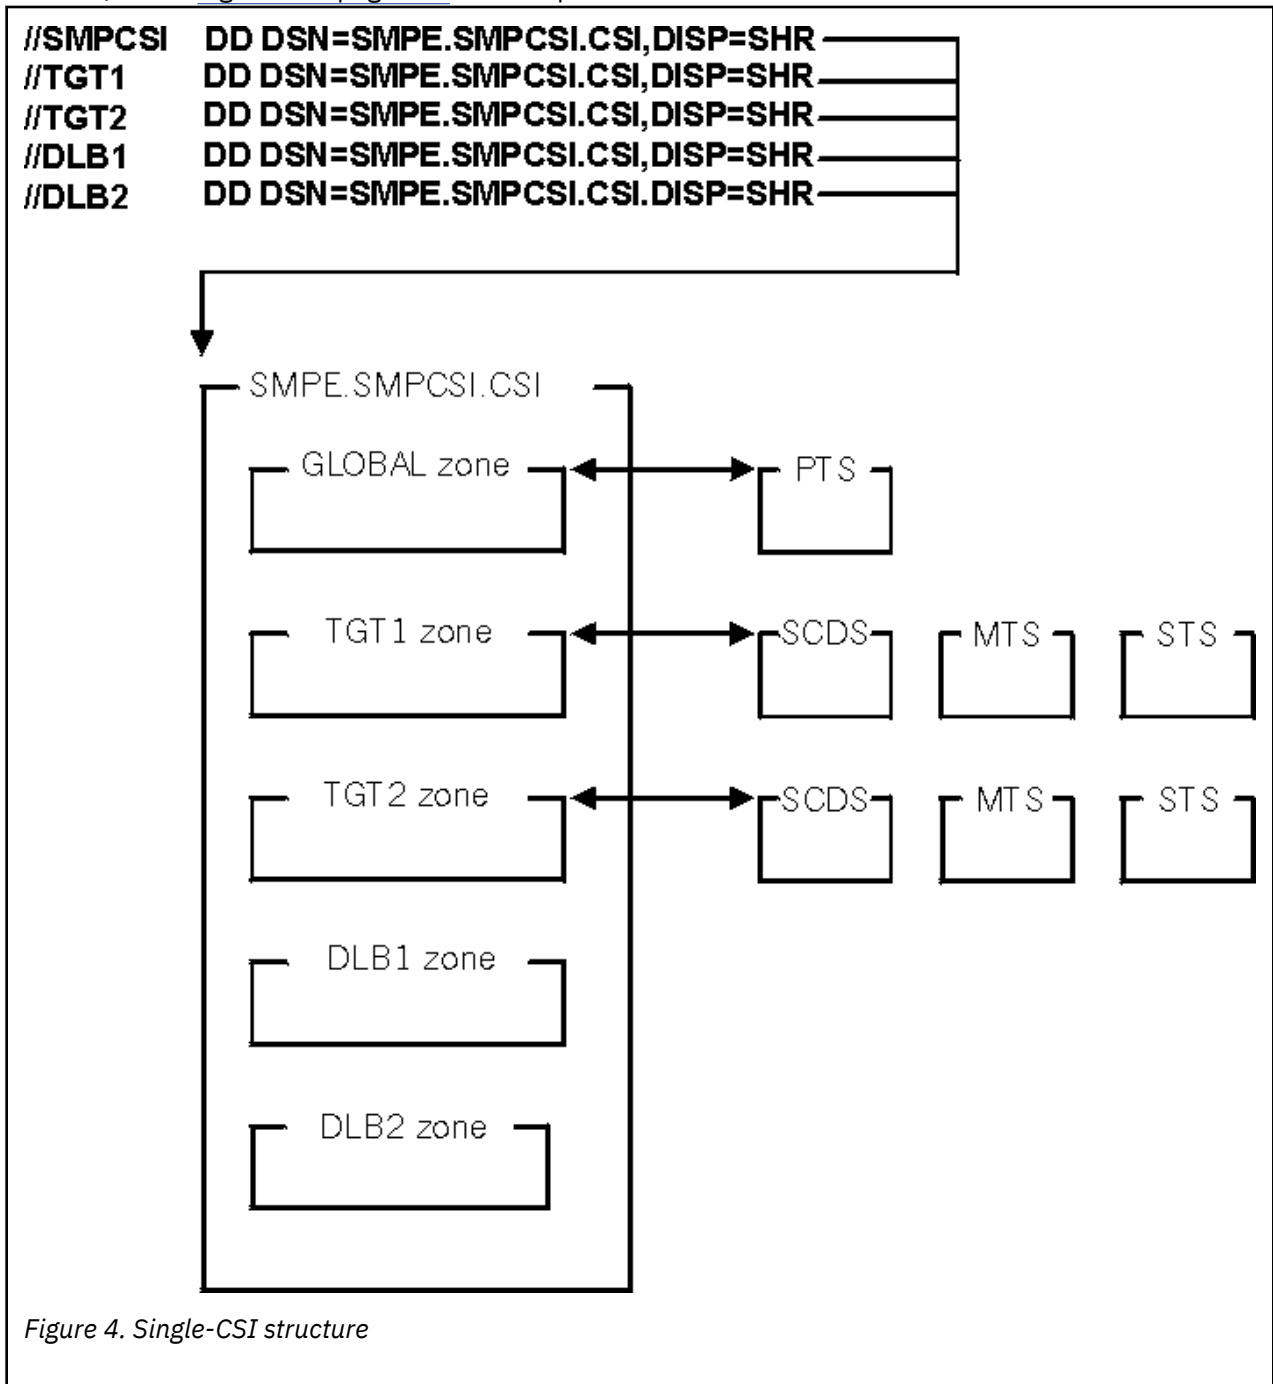 //SMPCSI DD DSN=SMPE.SMPCSI.CSI,DISP=SHR
//TGT1 DD DSN=SMPE.SMPCSI.CSI,DISP=SHR
//TGT2 DD DSN=SMPE.SMPCSI.CSI,DISP=SHR
//DLB1 DD DSN=SMPE.SMPCSI.CSI,DISP=SHR
//DLB2 DD DSN=SMPE.SMPCSI.CSI.DISP=SHR
SMPE.SMPCSI.CSI
GLOBAL zone PTS
TGT1 zone SCDS MTS STS
TGT2 zone SCDS MTS STS
DLB1 zone
DLB2 zone
Figure 4. Single-CSI structure